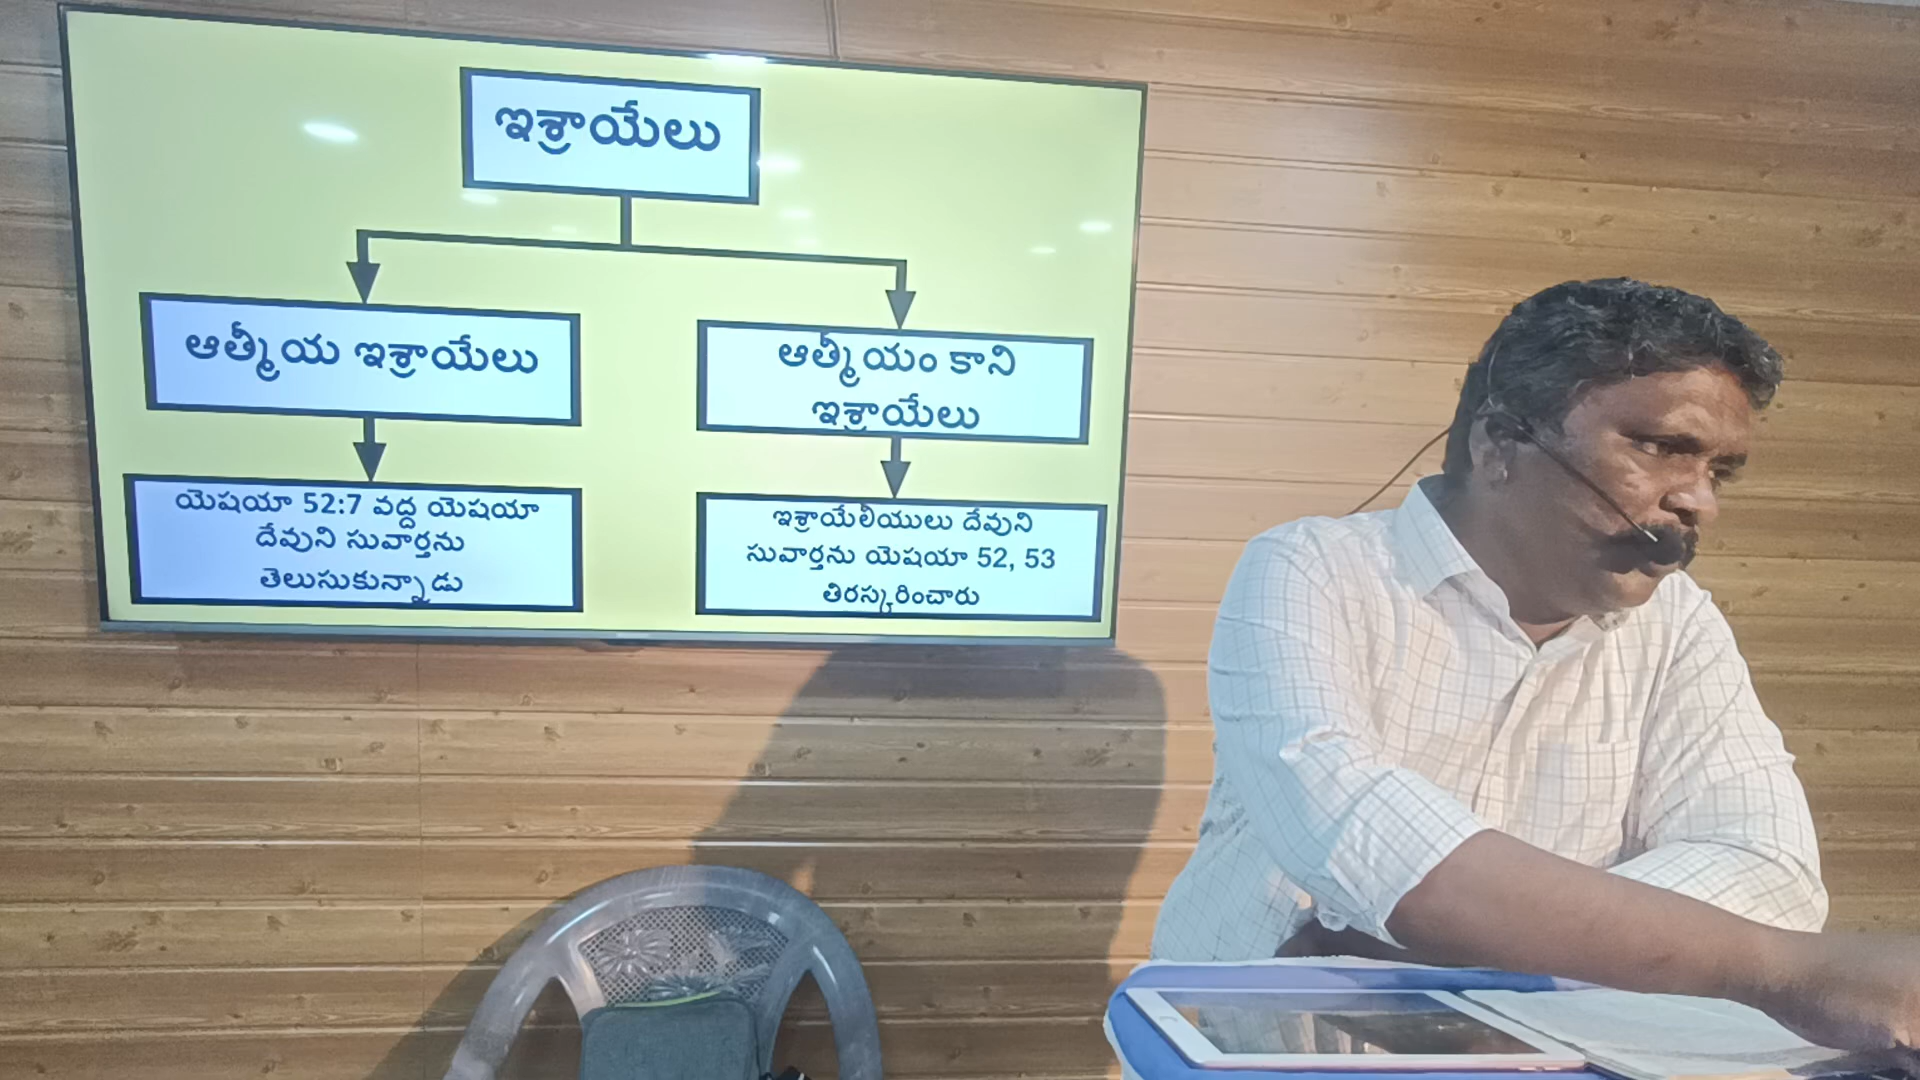 ఇశ్రాయేలు
ఆత్మీయ ఇశ్రాయేలు
ఆత్మీయం కాని
ఇశ్రాయేలు
యెషయా 52:7 వద్ద యెషయా
దేవుని సువార్తను
తెలుసుకున్నాడు
ఇశ్రాయేలీయులు దేవుని
సువార్తను యెషయా 52, 53
తిరస్కరించారు